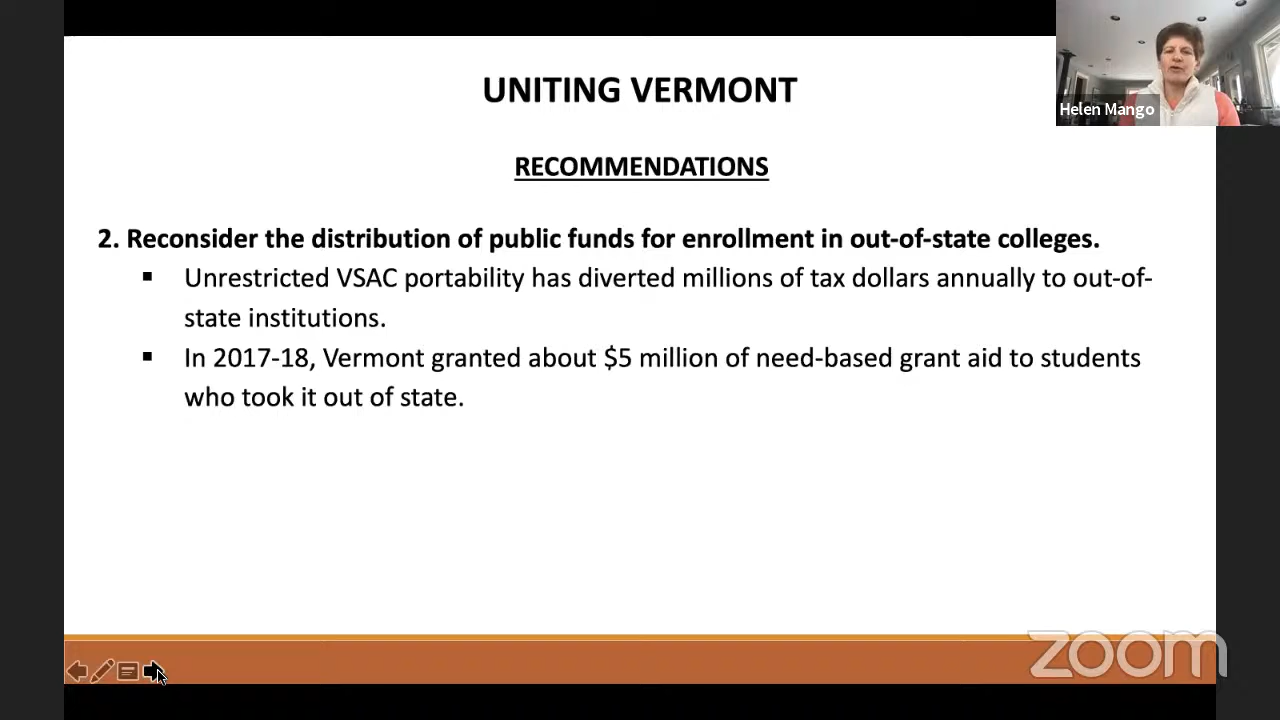 UNITING VERMONT
Helen Mango
RECOMMENDATIONS
2. Reconsider the distribution of public funds for enrollment in out-of-state colleges.
▪ Unrestricted VSAC portability has diverted millions of tax dollars annually to out-of-
state institutions.
▪ In 2017-18, Vermont granted about $5 million of need-based grant aid to students
who took it out of state.
zoom